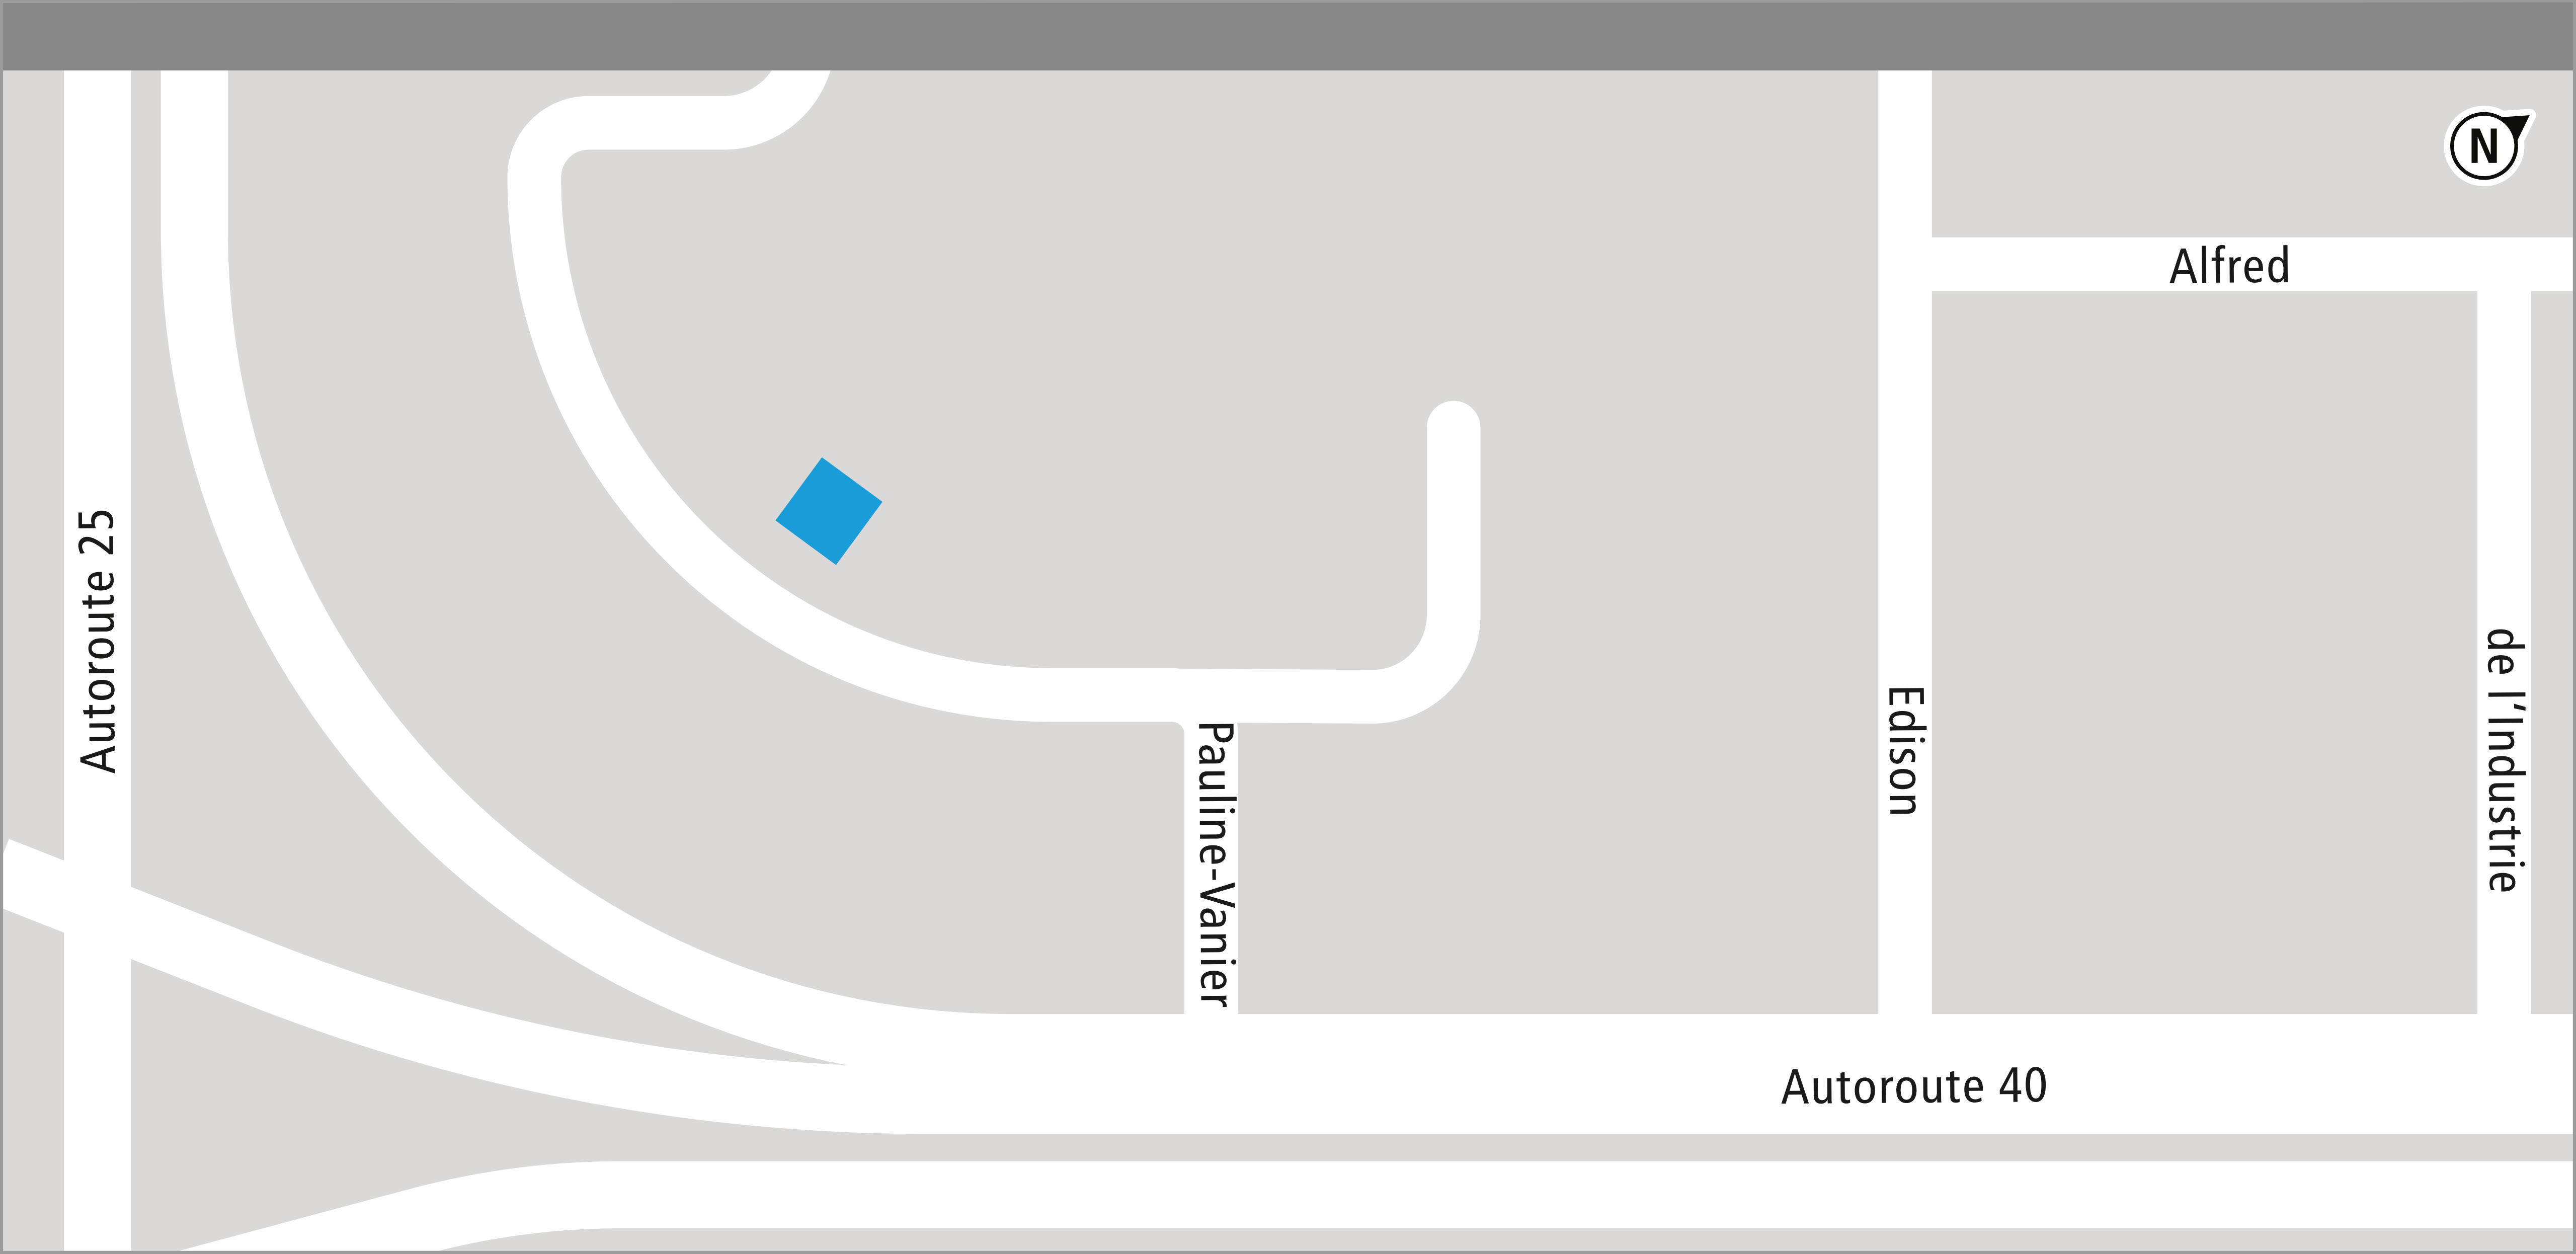 N
Alfred
Autoroute 25
de l’Industrie
Edison
Pauline-Vanier
Autoroute 40